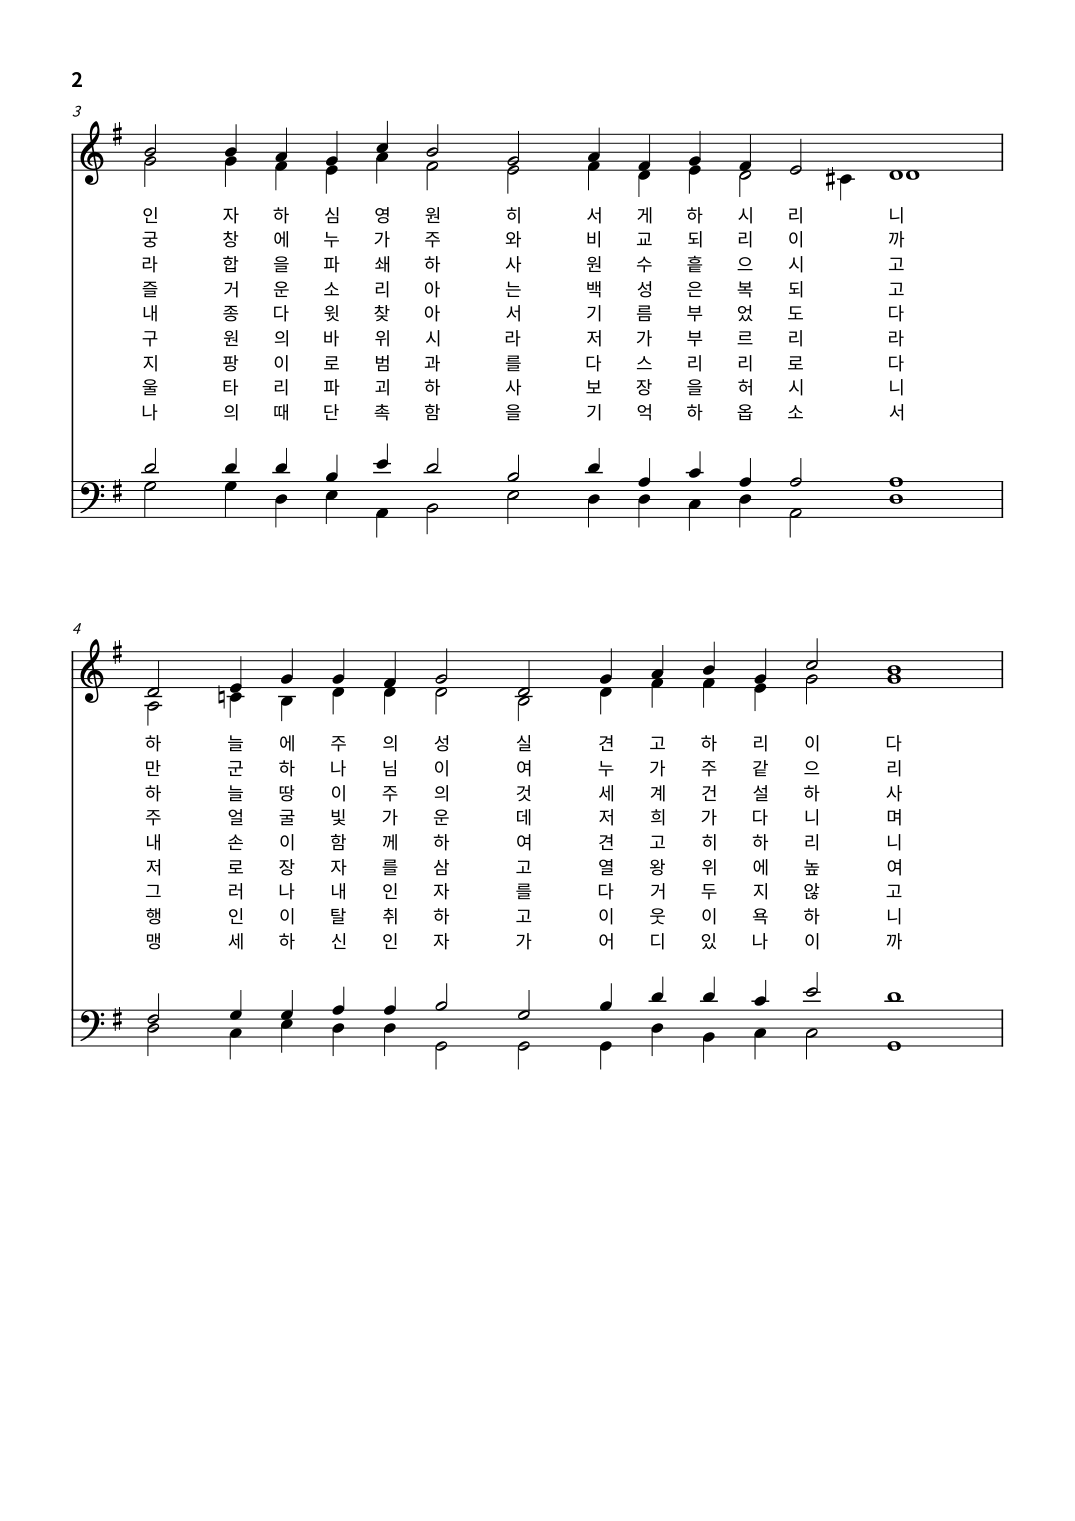 2
3
인 자 하 심 영 원 히 서 게 하 시 리 니
궁 창 에 누 가 주 와 비 교 되 리 이 까
라 합 을 파 쇄 하 사 원 수 흩 으 시 고
즐 거 운 소 리 아 는 백 성 은 복 되 고
내 종 다 윗 찾 아 서 기 름 부 었 도 다
구 원 의 바 위 시 라 저 가 부 르 리 라
지 팡 이 로 범 과 를 다 스 리 리 로 다
울 타 리 파 괴 하 사 보 장 을 허 시 니
나 의 때 단 촉 함 을 기 억 하 옵 소 서
4
하 늘 에 주 의 성 실 견 고 하 리 이 다
만 군 하 나 님 이 여 누 가 주 같 으 리
하 늘 땅 이 주 의 것 세 계 건 설 하 사
주 얼 굴 빛 가 운 데 저 희 가 다 니 며
내 손 이 함 께 하 여 견 고 히 하 리 니
저 로 장 자 를 삼 고 열 왕 위 에 높 여
그 러 나 내 인 자 를 다 거 두 지 않 고
행 인 이 탈 취 하 고 이 웃 이 욕 하 니
맹 세 하 신 인 자 가 어 디 있 나 이 까